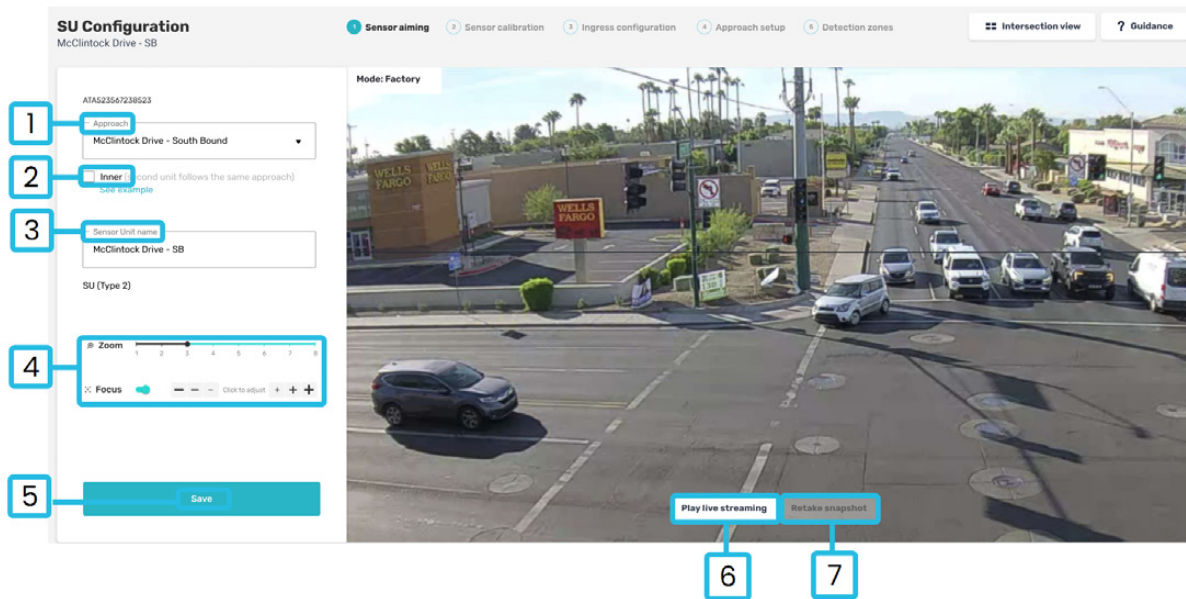 SU Configuration
McClintock Drive - SB
1 Sensor aiming
2 Sensor calibration
3 Ingress configuration
4 Approach setup
5 Detection zones
Intersection view
? Guidance
Mode: Factory
ATA523567238523
1
Approach
McClintock Drive - South Bound
2
Inner (second unit follows the same approach)
See example
3
Sensor Unit name
McClintock Drive - SB
SU (Type 2)
4
Zoom
1 2 3 4 5 6 7 8
Focus
- - - Click to adjust + + +
5
Save
WELLS
FARGO
WELLS
FARGO
WELLS
FARGO
Play live streaming
Retake snapshot
6
7